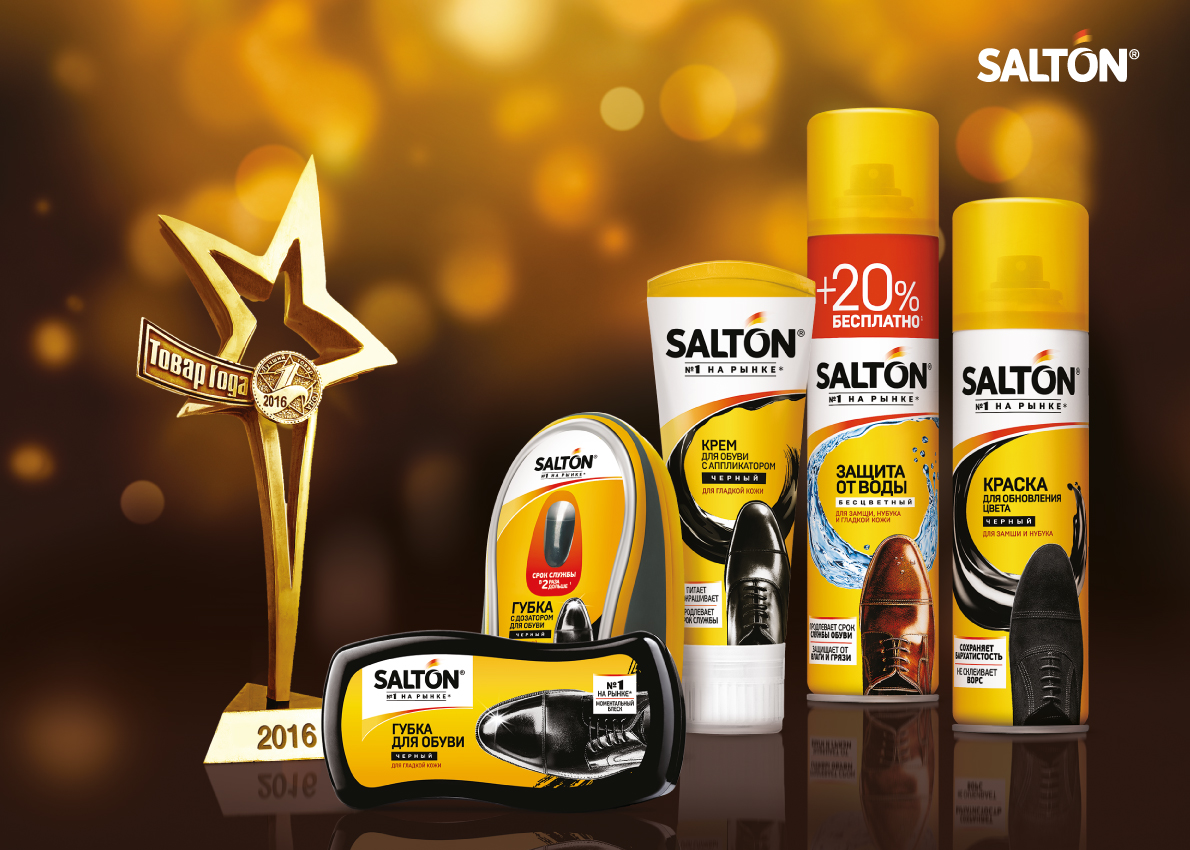 SALTON®
Товар Года
1
2016
2016
SALTON®
№1 НА РЫНКЕ*
ГУБКА
ДЛЯ ОБУВИ
ЧЕРНЫЙ
ДЛЯ ГЛАДКОЙ КОЖИ
№1
НА РЫНКЕ*
МОМЕНТАЛЬНЫЙ
БЛЕСК
SALTON®
№1 НА РЫНКЕ*
СРОК СЛУЖБЫ
В 2 РАЗА
ДОЛЬШЕ
ГУБКА
С ДОЗАТОРОМ
ДЛЯ ОБУВИ
ЧЕРНЫЙ
SALTON®
№1 НА РЫНКЕ*
КРЕМ
ДЛЯ ОБУВИ
С АППЛИКАТОРОМ
ЧЕРНЫЙ
ДЛЯ ГЛАДКОЙ КОЖИ
ПИТАЕТ
+20%
БЕСПЛАТНО
SALTON®
№1 НА РЫНКЕ*
ЗАЩИТА
ОТ ВОДЫ
БЕСЦВЕТНЫЙ
ДЛЯ ЗАМШИ, НУБУКА
И ГЛАДКОЙ КОЖИ
ПРОДЛЕВАЕТ СРОК
СЛУЖБЫ ОБУВИ
ЗАЩИЩАЕТ ОТ
ВЛАГИ И ГРЯЗИ
SALTON®
№1 НА РЫНКЕ*
КРАСКА
ДЛЯ ОБНОВЛЕНИЯ
ЦВЕТА
ЧЕРНЫЙ
ДЛЯ ЗАМШИ И НУБУКА
СОХРАНЯЕТ
БАРХАТИСТОСТЬ
НЕ СКЛЕИВАЕТ
ВОРС